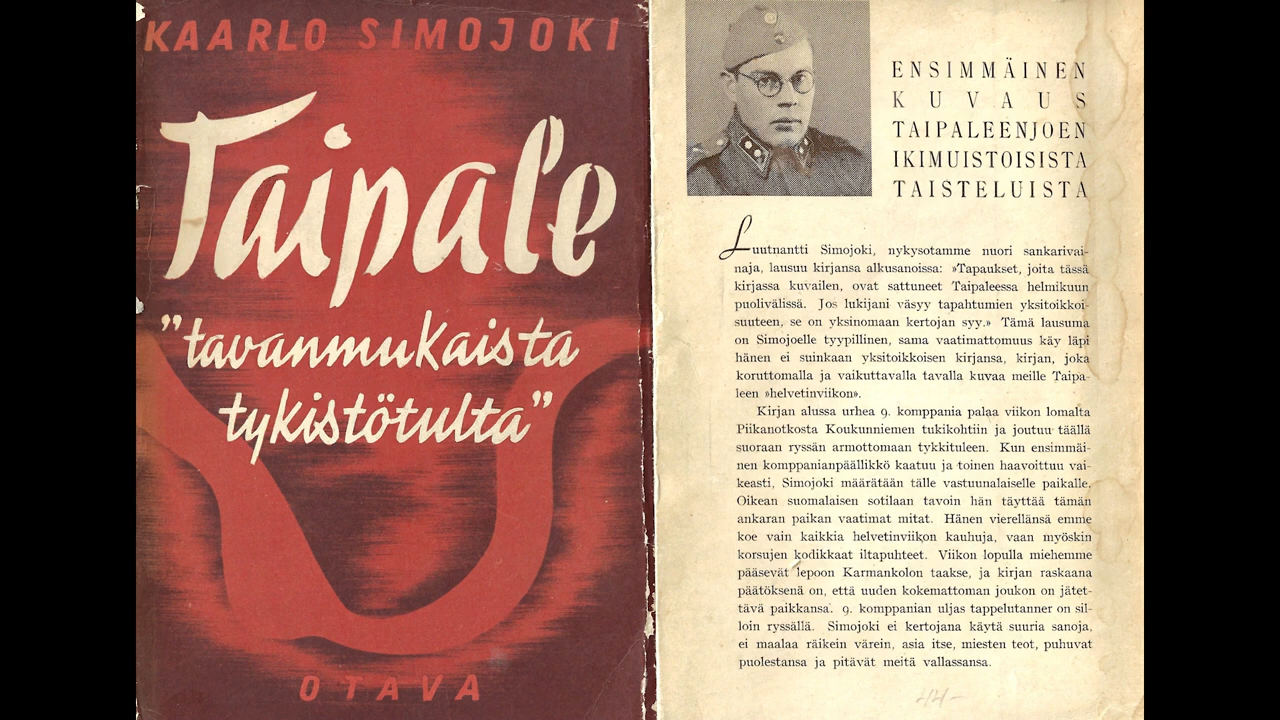 KAARLO SIMOJOKI
Taipale
"tavanmukaista
tykistötulta"
OTAVA
ENSIMMÄINEN
KUVAUS
TAIPALEENJOEN
IKIMUISTOISISTA
TAISTELUISTA
Luutnantti Simojoki, nykysotamme nuori sankarivai-
naja, lausuu kirjansa alkusanoissa: »Tapaukset, joita tässä
kirjassa kuvailen, ovat sattuneet Taipaleessa helmikuun
puolivälissä. Jos lukijani väsyy tapahtumien yksitoikkoi-
suuteen, se on yksinomaan kertojan syy.» Tämä lausuma
on Simojoelle tyypillinen, sama vaatimattomuus käy läpi
hänen ei suinkaan yksitoikkoisen kirjansa, kirjan, joka
koruttomalla ja vaikuttavalla tavalla kuvaa meille Taipa-
leen »helvetinviikon».
Kirjan alussa urhea 9. komppania palaa viikon lomalta
Piikanotkosta Koukunniemen tukikohtiin ja joutuu täällä
suoraan ryssän armottomaan tykkituleen. Kun ensimmäi-
nen komppanianpäällikkö kaatuu ja toinen haavoittuu vai-
keasti, Simojoki määrätään tälle vastuunalaiselle paikalle.
Oikean suomalaisen sotilaan tavoin hän täyttää tämän
ankaran paikan vaatimat mitat. Hänen vierellänsä emme
koe vain kaikkia helvetinviikon kauhuja, vaan myöskin
korsujen kodikkaat iltapuhteet. Viikon lopulla miehemme
pääsevät lepoon Karmankolon taakse, ja kirjan raskaana
päätöksenä on, että uuden kokemattoman joukon on jätet-
tävä paikkansa. 9. komppanian uljas tappelutanner on sil-
loin ryssällä. Simojoki ei kertojana käytä suuria sanoja,
ei maalaa räikein värein, asia itse, miesten teot, puhuvat
puolestansa ja pitävät meitä vallassansa.
44-